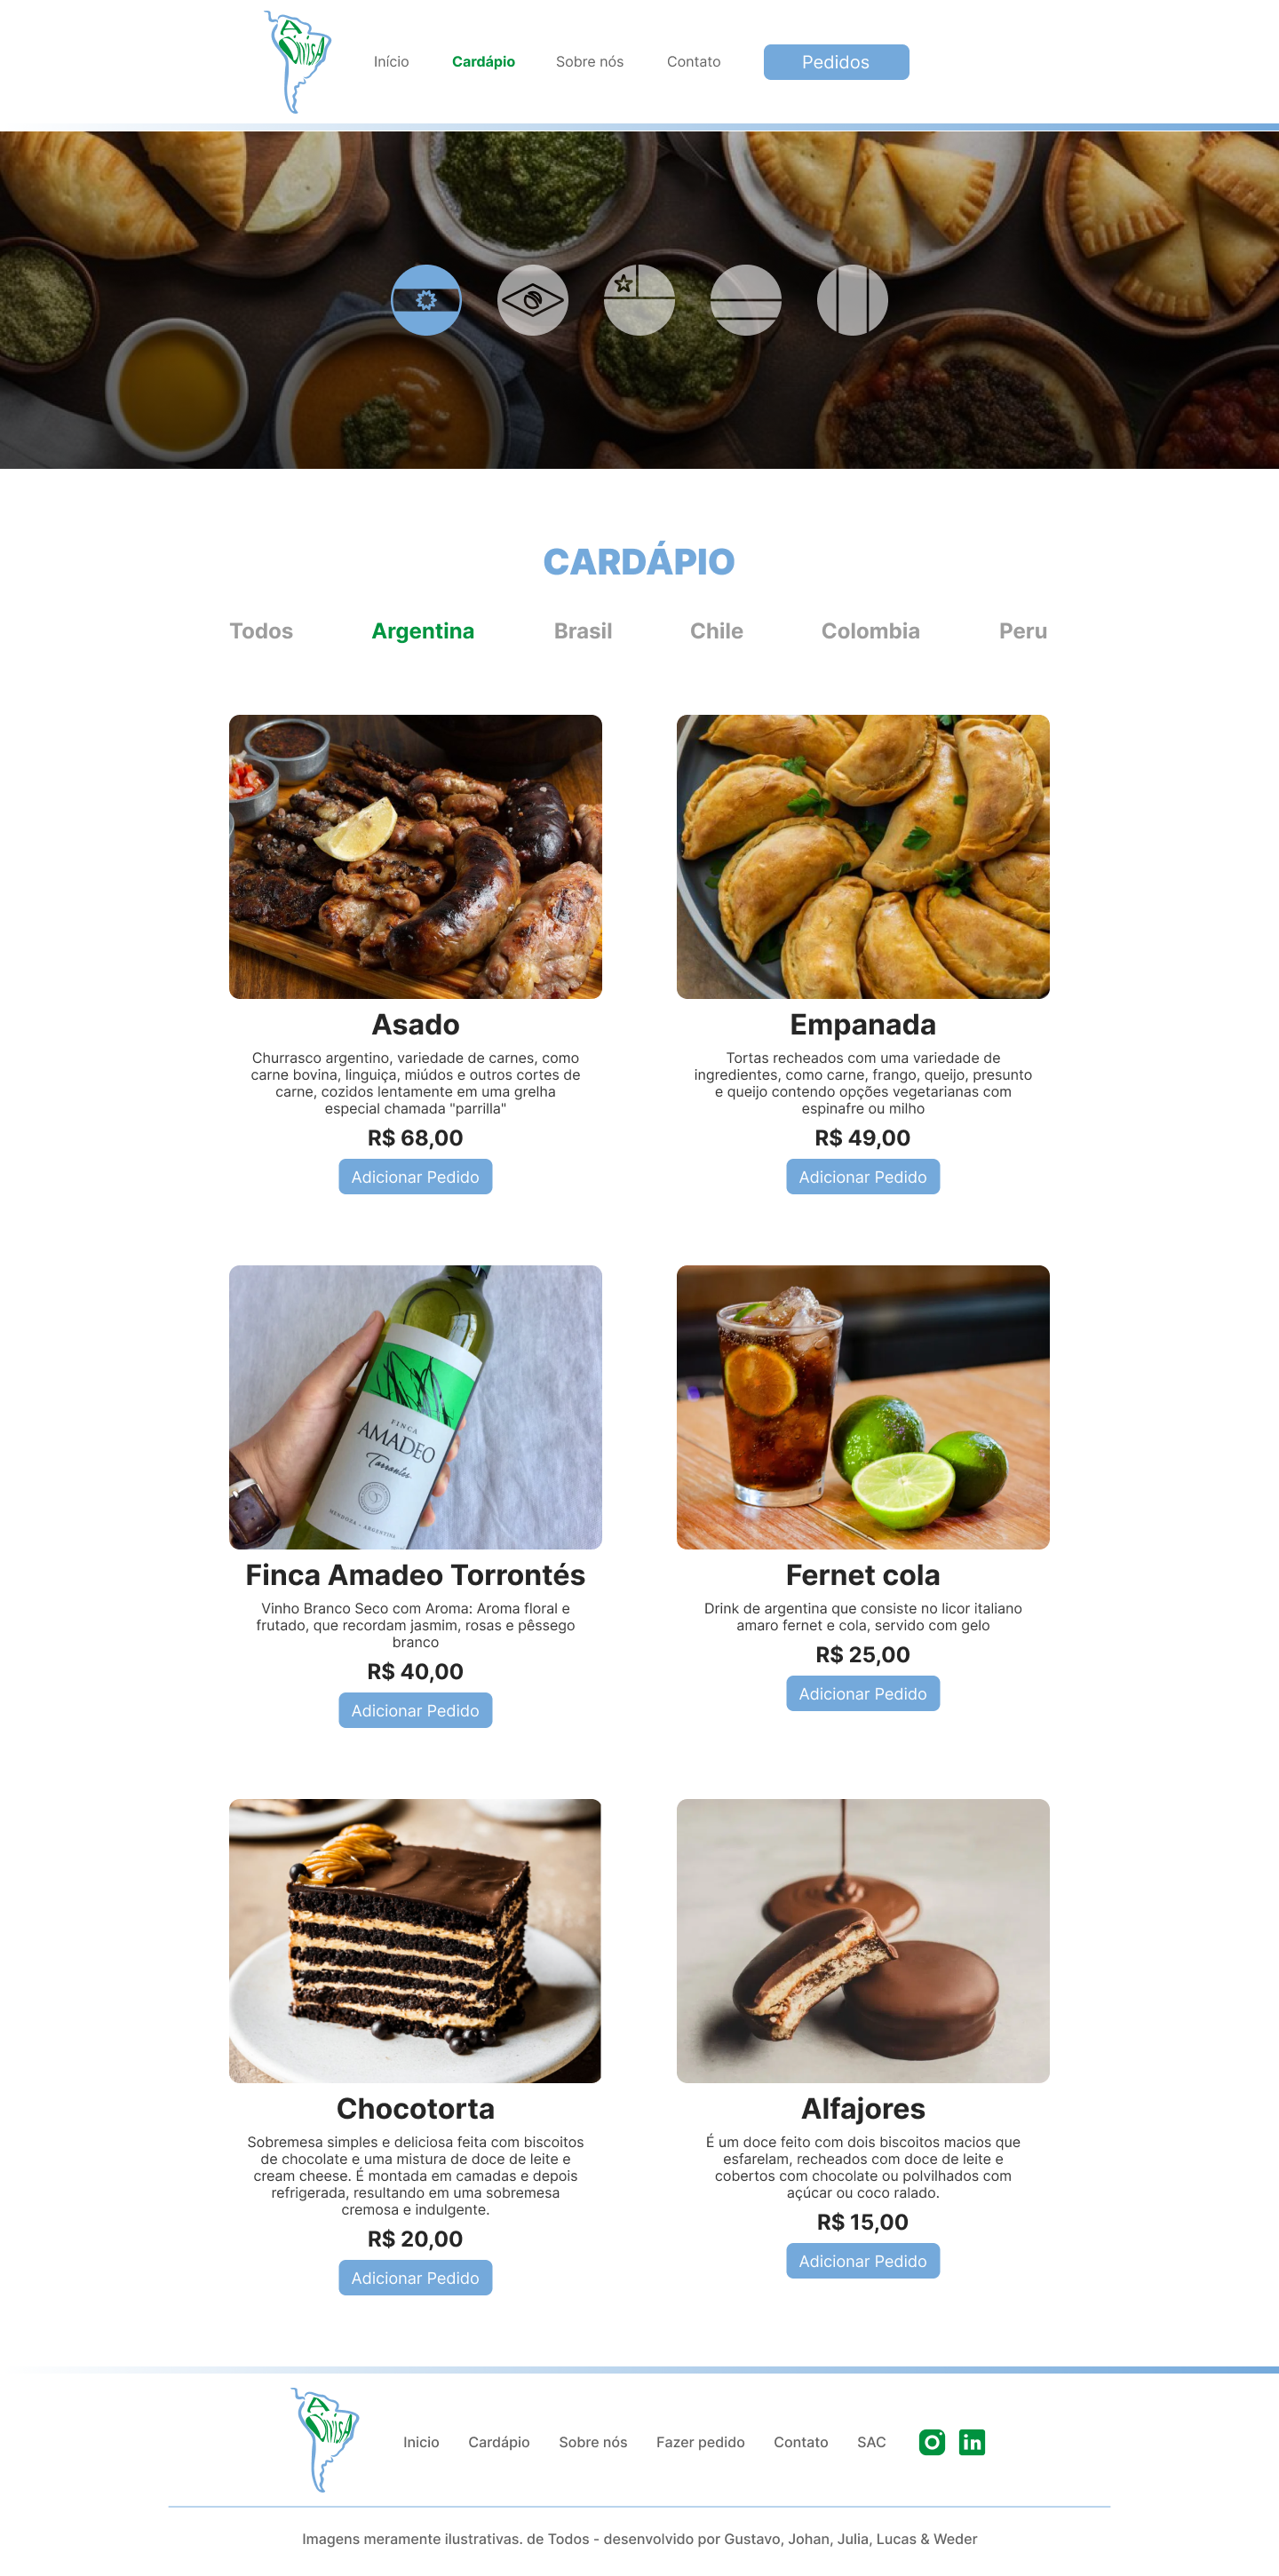 A
DIVISA
Início Cardápio Sobre nós Contato Pedidos
CARDÁPIO
Todos Argentina Brasil Chile Colombia Peru
Asado
Churrasco argentino, variedade de carnes, como
carne bovina, linguiça, miúdos e outros cortes de
carne, cozidos lentamente em uma grelha
especial chamada "parrilla"
R$ 68,00
Adicionar Pedido
Empanada
Tortas recheados com uma variedade de
ingredientes, como carne, frango, queijo, presunto
e queijo contendo opções vegetarianas com
espinafre ou milho
R$ 49,00
Adicionar Pedido
FINCA
AMADEO
Torrontés
MENDOZA - ARGENTINA
Finca Amadeo Torrontés
Vinho Branco Seco com Aroma: Aroma floral e
frutado, que recordam jasmim, rosas e pêssego
branco
R$ 40,00
Adicionar Pedido
Fernet cola
Drink de argentina que consiste no licor italiano
amaro fernet e cola, servido com gelo
R$ 25,00
Adicionar Pedido
Chocotorta
Sobremesa simples e deliciosa feita com biscoitos
de chocolate e uma mistura de doce de leite e
cream cheese. É montada em camadas e depois
refrigerada, resultando em uma sobremesa
cremosa e indulgente.
R$ 20,00
Adicionar Pedido
Alfajores
É um doce feito com dois biscoitos macios que
esfarelam, recheados com doce de leite e
cobertos com chocolate ou polvilhados com
açúcar ou coco ralado.
R$ 15,00
Adicionar Pedido
A
DIVISA
Inicio Cardápio Sobre nós Fazer pedido Contato SAC in
Imagens meramente ilustrativas. de Todos - desenvolvido por Gustavo, Johan, Julia, Lucas & Weder